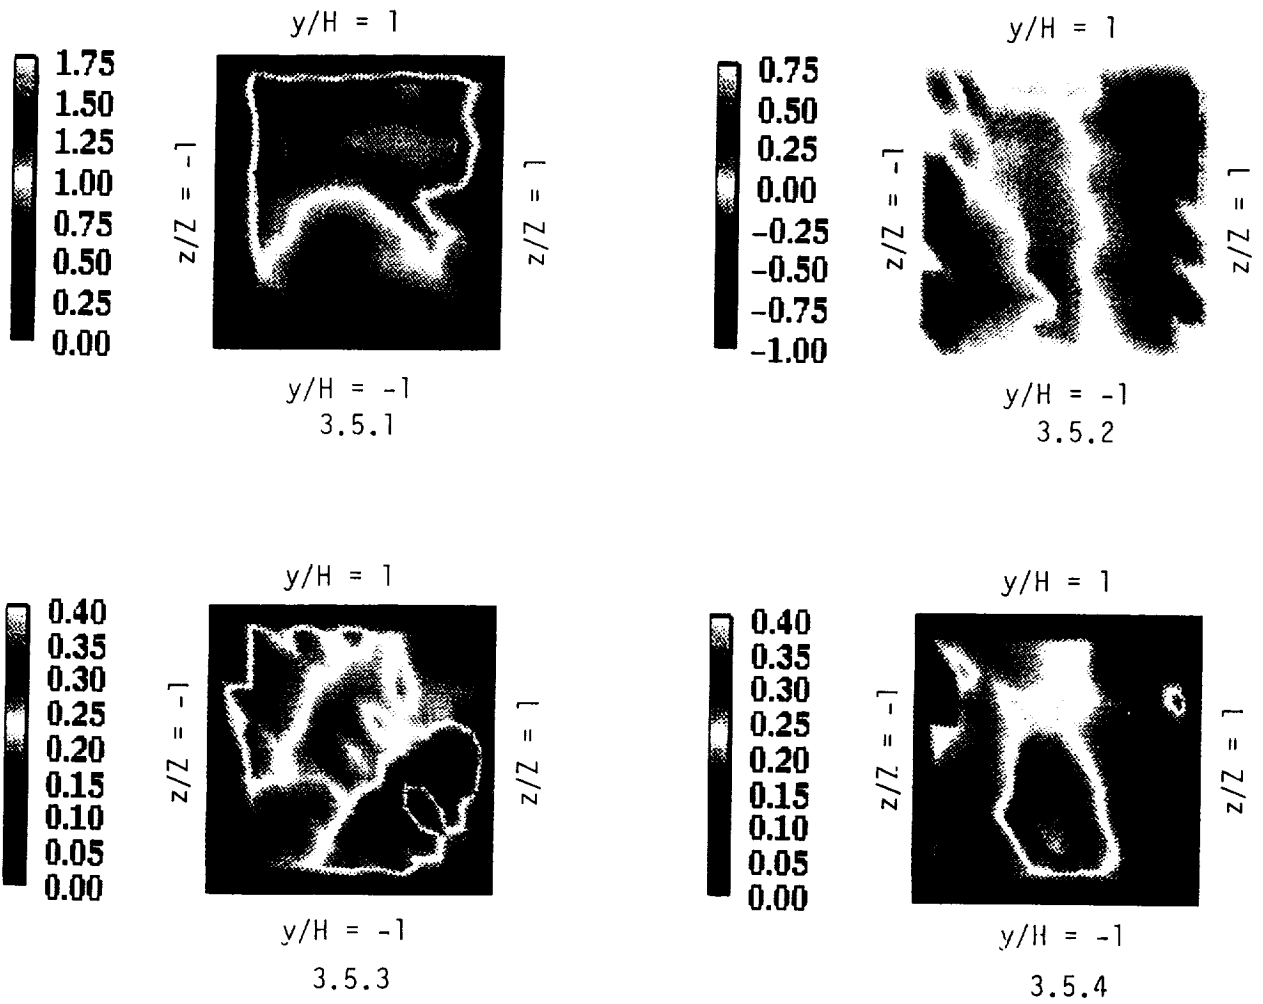 y/H = 1
1.75
1.50
1.25
1.00
0.75
0.50
0.25
0.00
z/Z = -1
z/Z = 1
y/H = -1
3.5.1
y/H = 1
0.75
0.50
0.25
0.00
-0.25
-0.50
-0.75
-1.00
z/Z = -1
z/Z = 1
y/H = -1
3.5.2
y/H = 1
0.40
0.35
0.30
0.25
0.20
0.15
0.10
0.05
0.00
z/Z = -1
z/Z = 1
y/H = -1
3.5.3
y/H = 1
0.40
0.35
0.30
0.25
0.20
0.15
0.10
0.05
0.00
z/Z = -1
z/Z = 1
y/H = -1
3.5.4